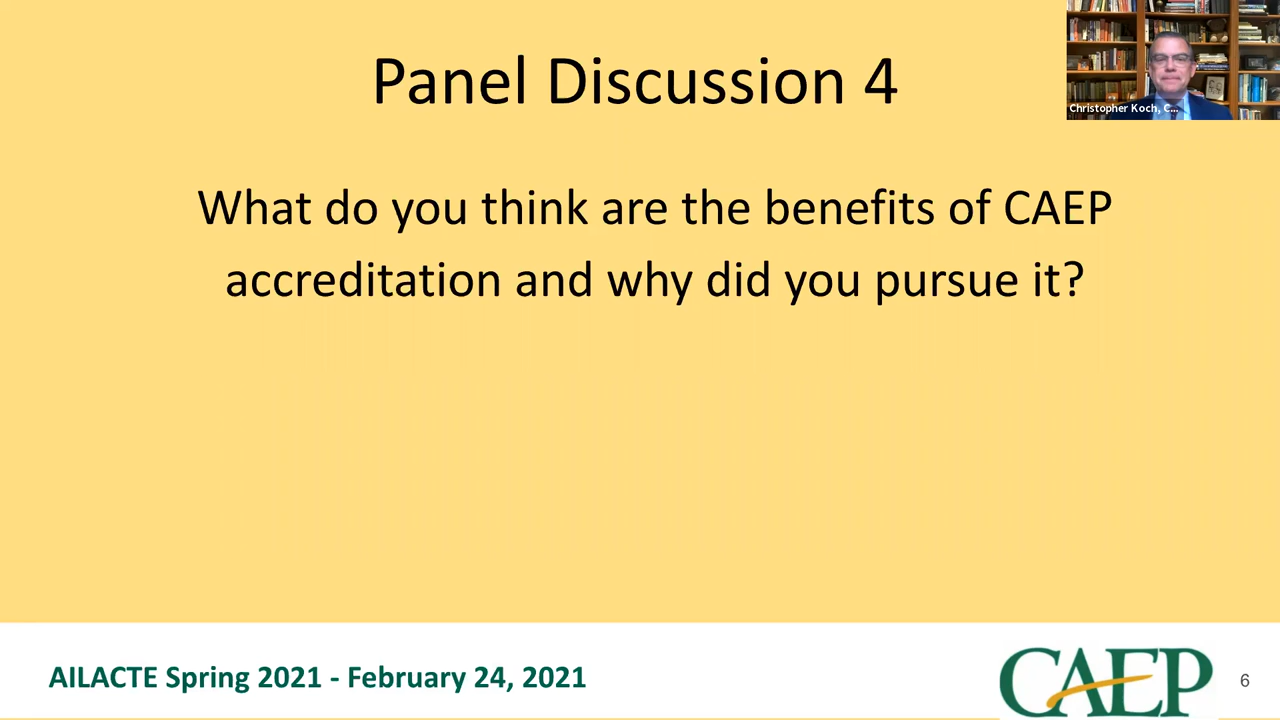 Panel Discussion 4
Christopher Koch, C...
What do you think are the benefits of CAEP
accreditation and why did you pursue it?
AILACTE Spring 2021 - February 24, 2021
CAEP
6